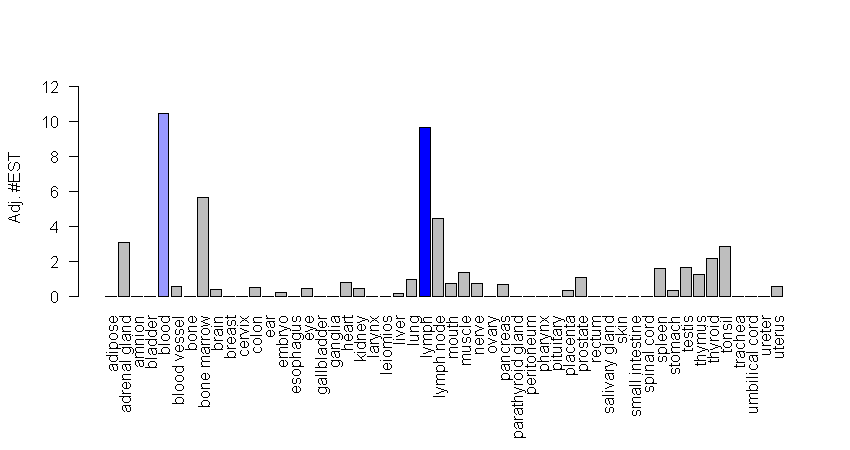 Adj. #EST
12
10
8
6
4
2
0
adipose
adrenal gland
amnion
bladder
blood
blood vessel
bone
bone marrow
brain
breast
cervix
colon
ear
embryo
esophagus
eye
gallbladder
ganglia
heart
kidney
larynx
leiomios
liver
lung
lymph
lymph node
mouth
muscle
nerve
ovary
pancreas
parathyroid gland
peritoneum
pharynx
pituitary
placenta
prostate
rectum
salivary gland
skin
small intestine
spinal cord
spleen
stomach
testis
thymus
thyroid
tonsil
trachea
umbilical cord
ureter
uterus